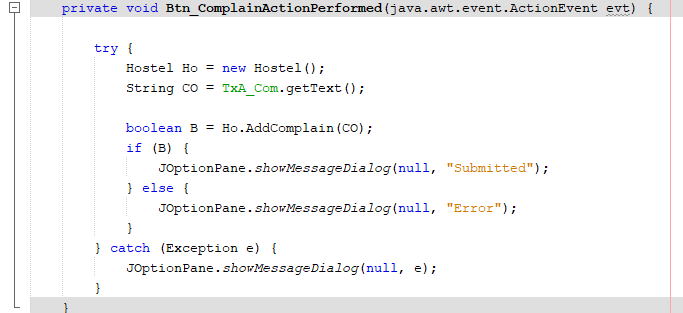 private void Btn_ComplainActionPerformed(java.awt.event.ActionEvent evt) {
try {
Hostel Ho = new Hostel();
String CO = TxA_Com.getText();
boolean B = Ho.AddComplain(CO);
if (B) {
JOptionPane.showMessageDialog(null, "Submitted");
} else {
JOptionPane.showMessageDialog(null, "Error");
}
} catch (Exception e) {
JOptionPane.showMessageDialog(null, e);
}
}